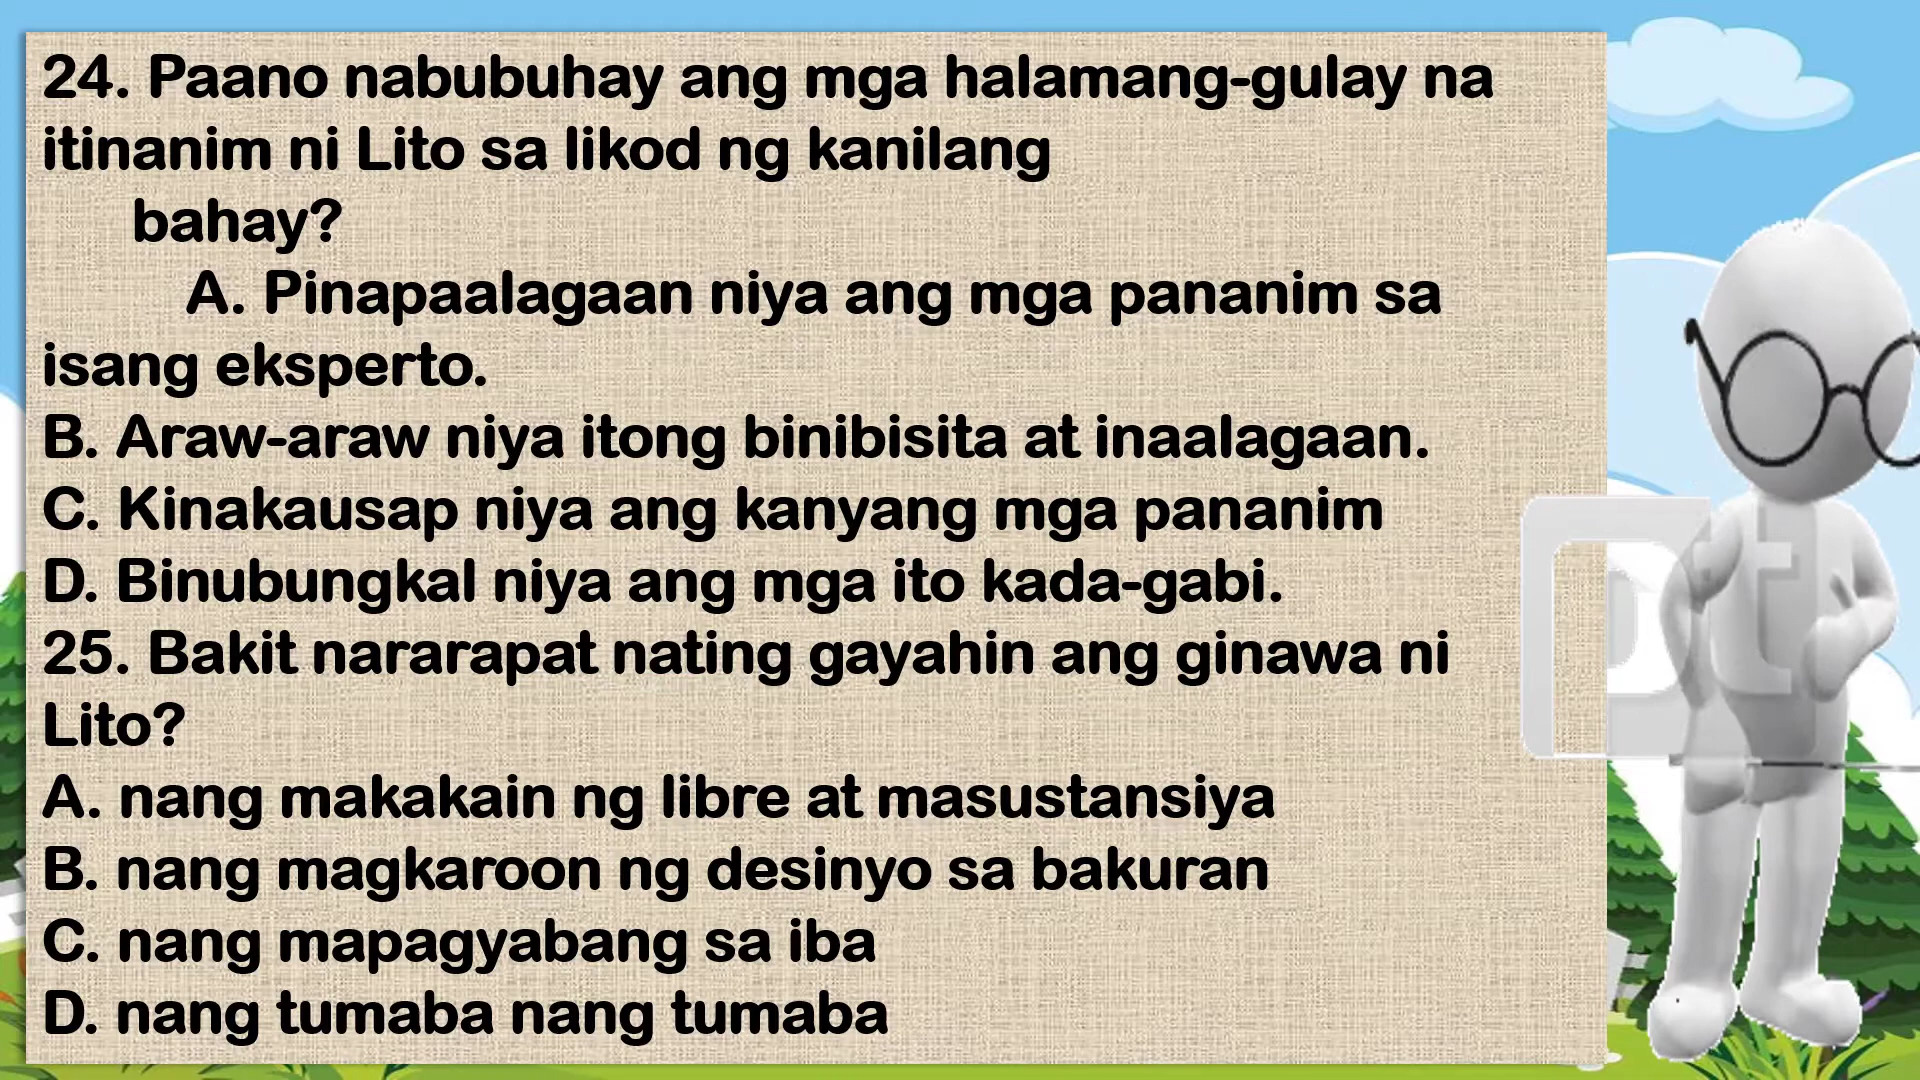 24. Paano nabubuhay ang mga halamang-gulay na
itinanim ni Lito sa likod ng kanilang
bahay?
A. Pinapaalagaan niya ang mga pananim sa
isang eksperto.
B. Araw-araw niya itong binibisita at inaalagaan.
C. Kinakausap niya ang kanyang mga pananim
D. Binubungkal niya ang mga ito kada-gabi.
25. Bakit nararapat nating gayahin ang ginawa ni
Lito?
A. nang makakain ng libre at masustansiya
B. nang magkaroon ng desinyo sa bakuran
C. nang mapagyabang sa iba
D. nang tumaba nang tumaba